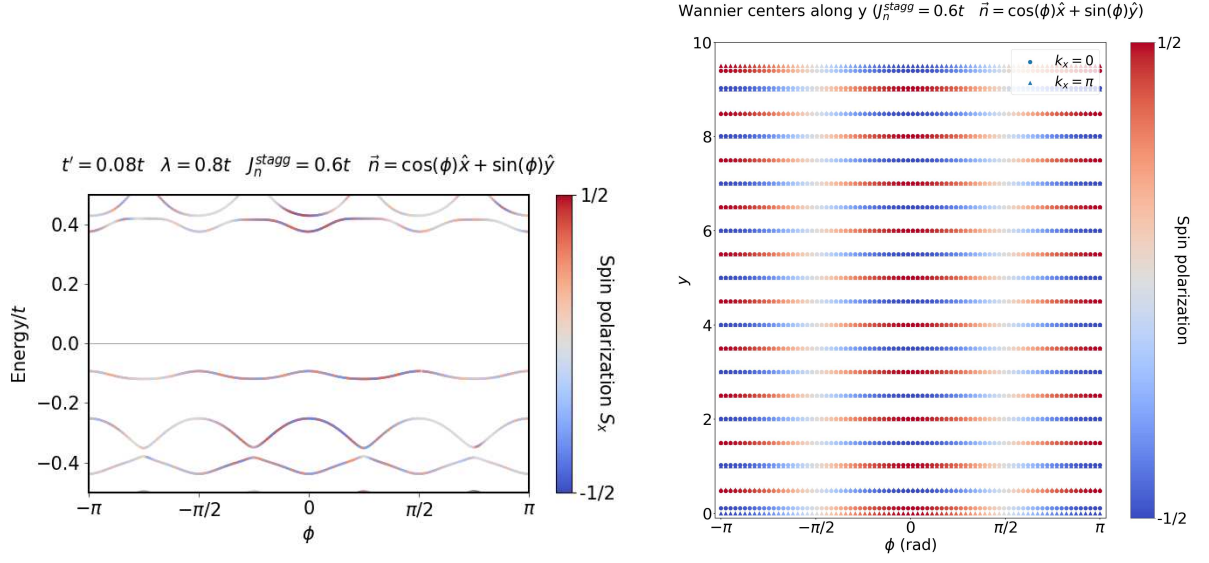 t′ = 0.08t λ = 0.8t J_n^{stagg} = 0.6t n⃗ = cos(ϕ)x̂ + sin(ϕ)ŷ
Energy/t
0.4
0.2
0.0
−0.2
−0.4
−π
−π/2
0
π/2
π
ϕ
1/2
-1/2
Spin polarization S_x
Wannier centers along y (J_n^{stagg} = 0.6t n⃗ = cos(ϕ)x̂ + sin(ϕ)ŷ)
y
10
8
6
4
2
0
k_x = 0
k_x = π
−π
−π/2
0
π/2
π
ϕ (rad)
1/2
-1/2
Spin polarization